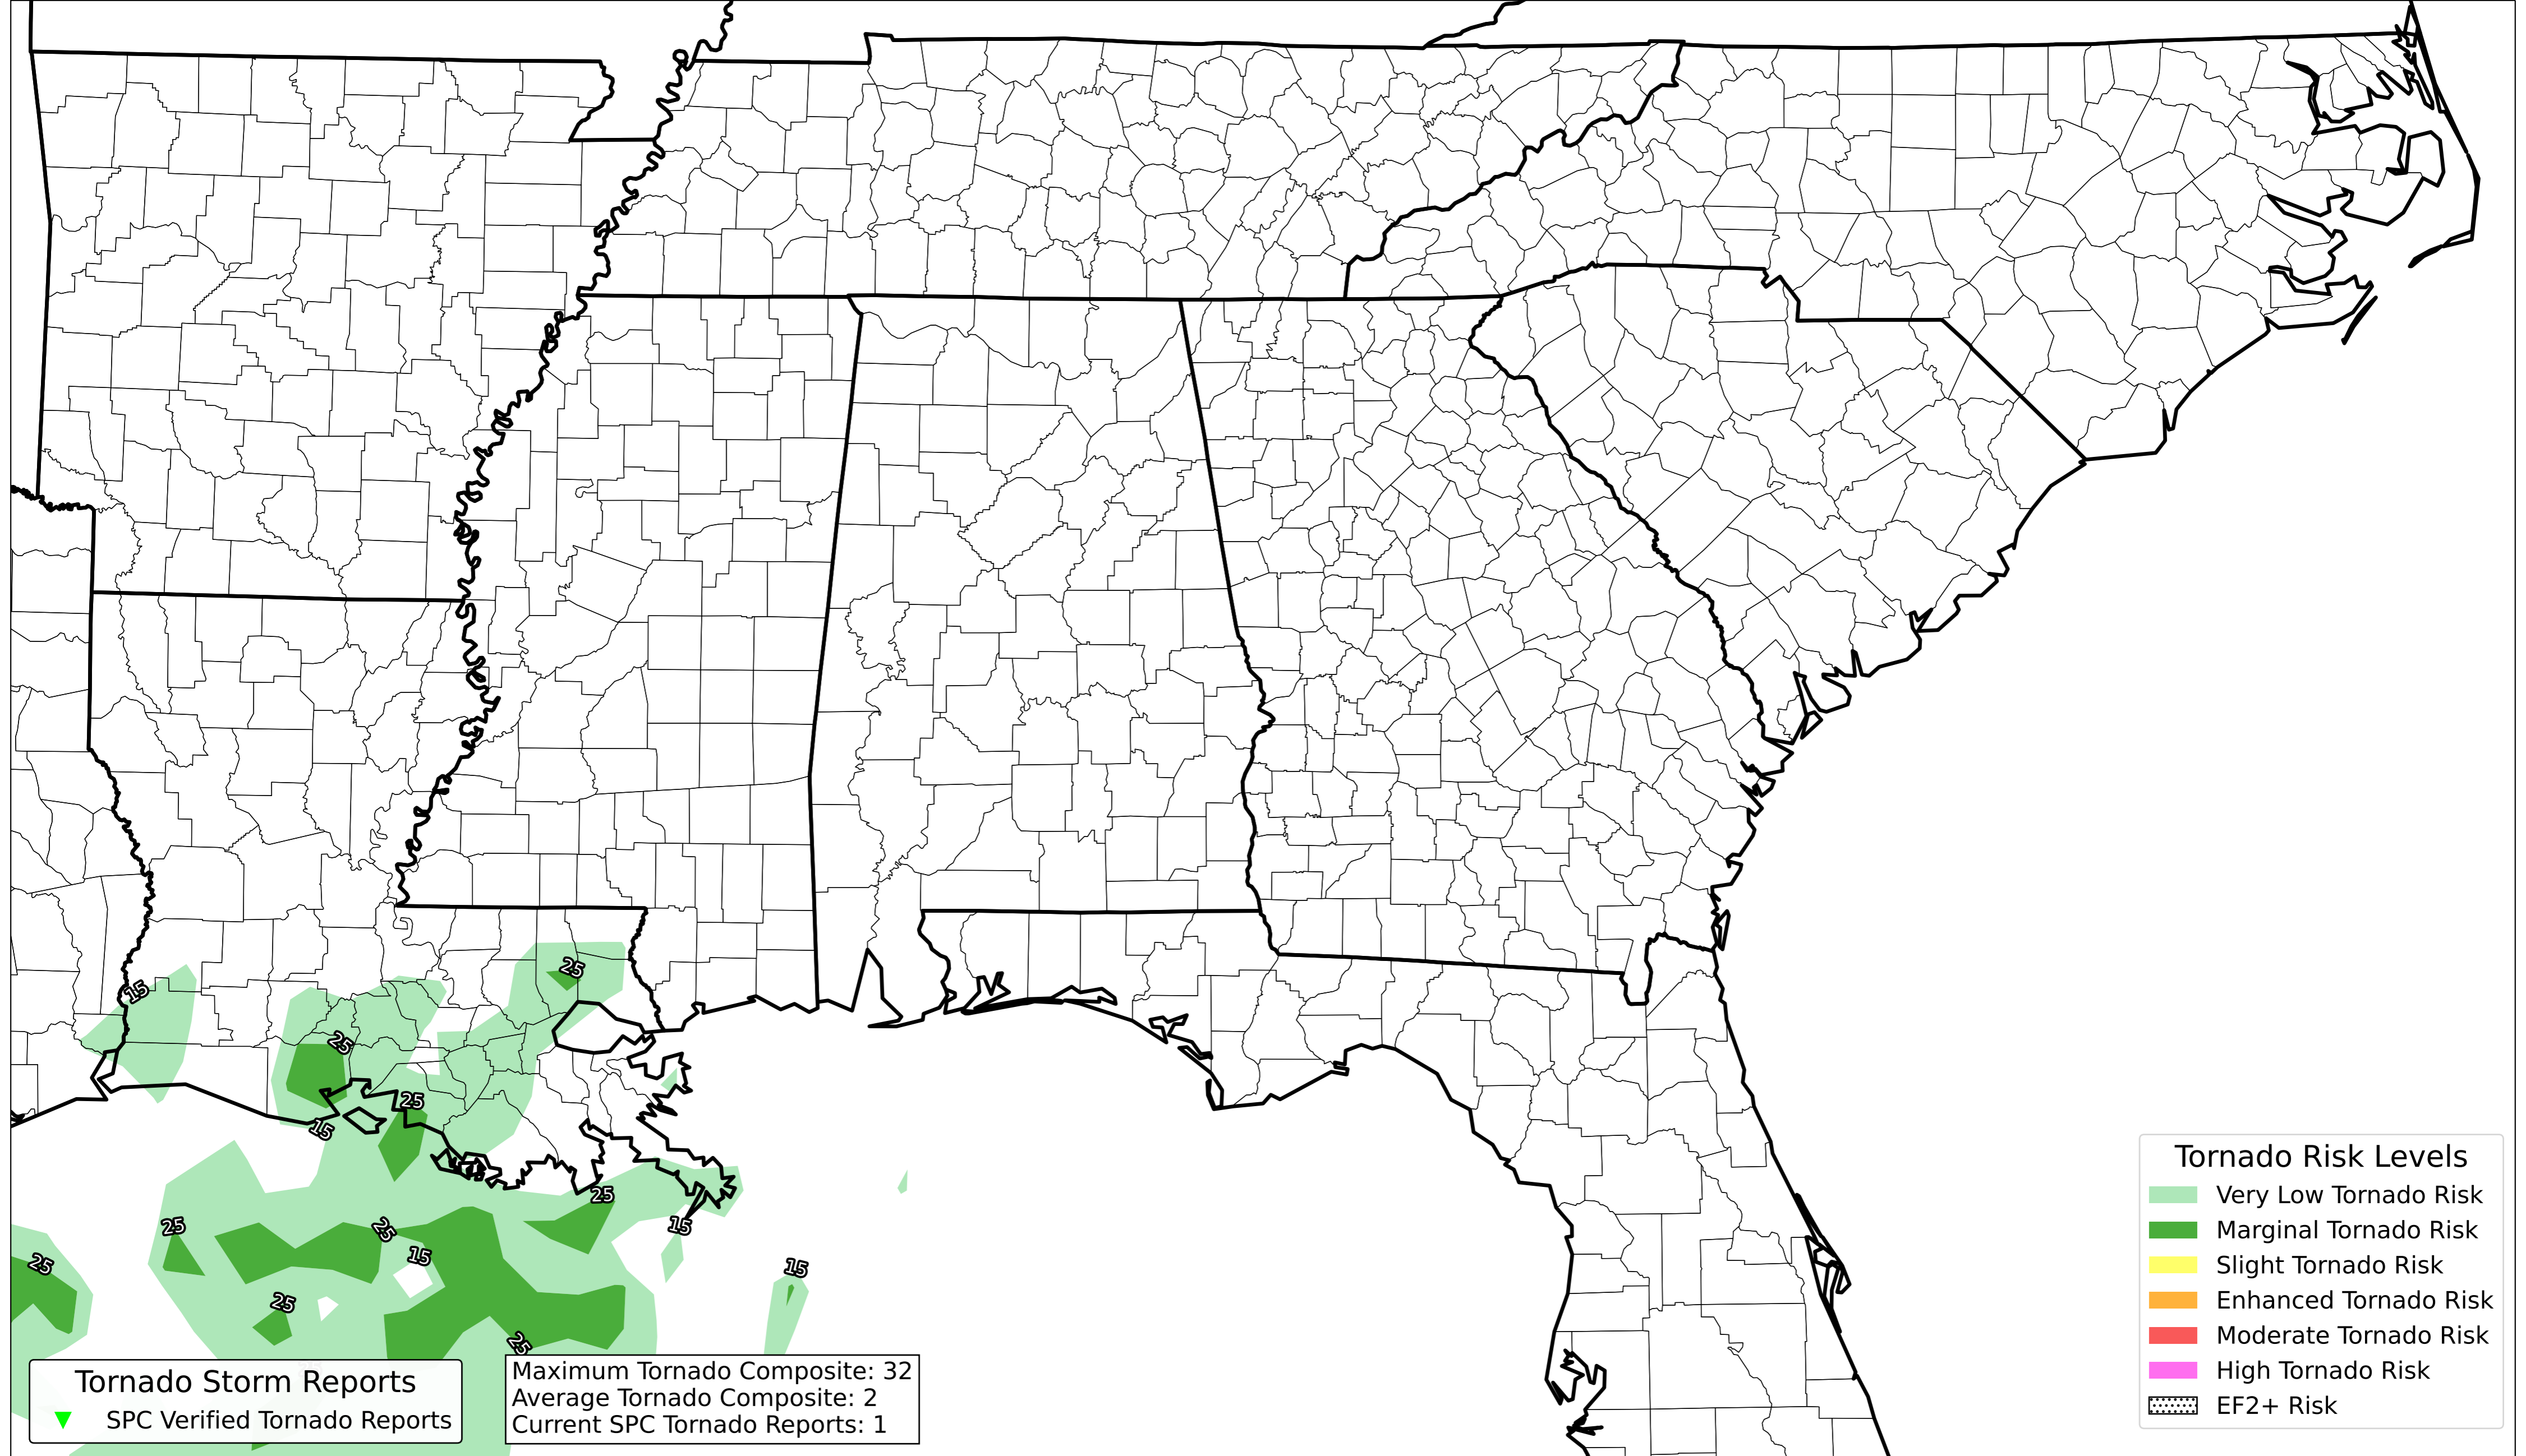 25
15
25
25
15
25
25
25
15
15
25
15
25
25
Tornado Storm Reports
SPC Verified Tornado Reports
Maximum Tornado Composite: 32
Average Tornado Composite: 2
Current SPC Tornado Reports: 1
Tornado Risk Levels
Very Low Tornado Risk
Marginal Tornado Risk
Slight Tornado Risk
Enhanced Tornado Risk
Moderate Tornado Risk
High Tornado Risk
EF2+ Risk